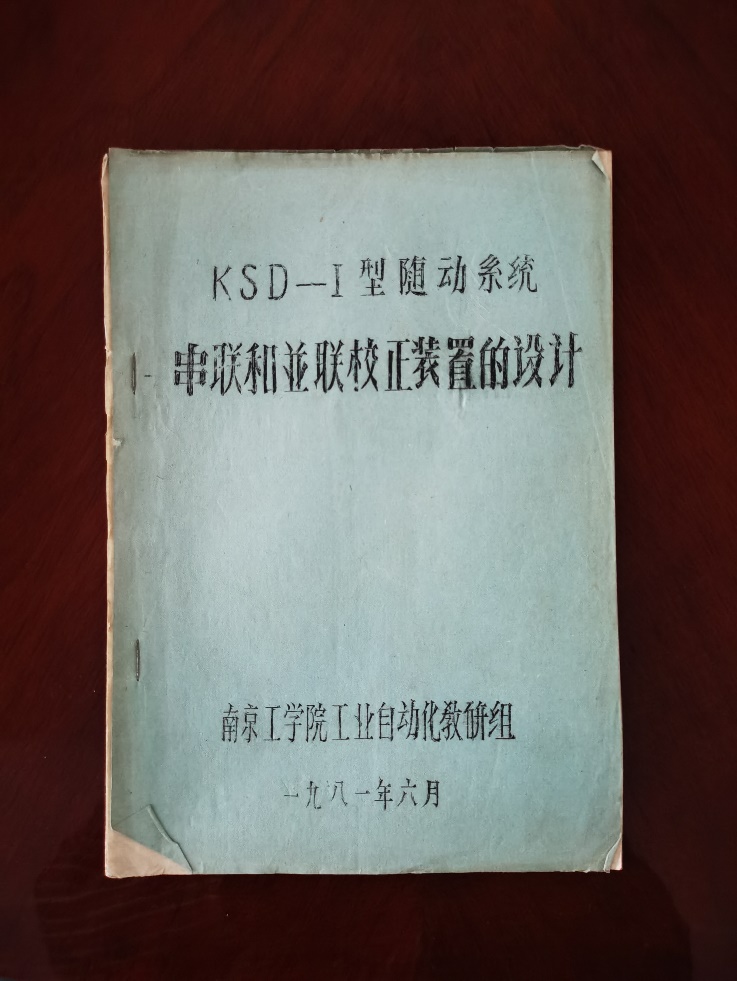 KSD—I型随动系统
串联和並联校正装置的设计
南京工学院工业自动化教研组
一九八一年六月